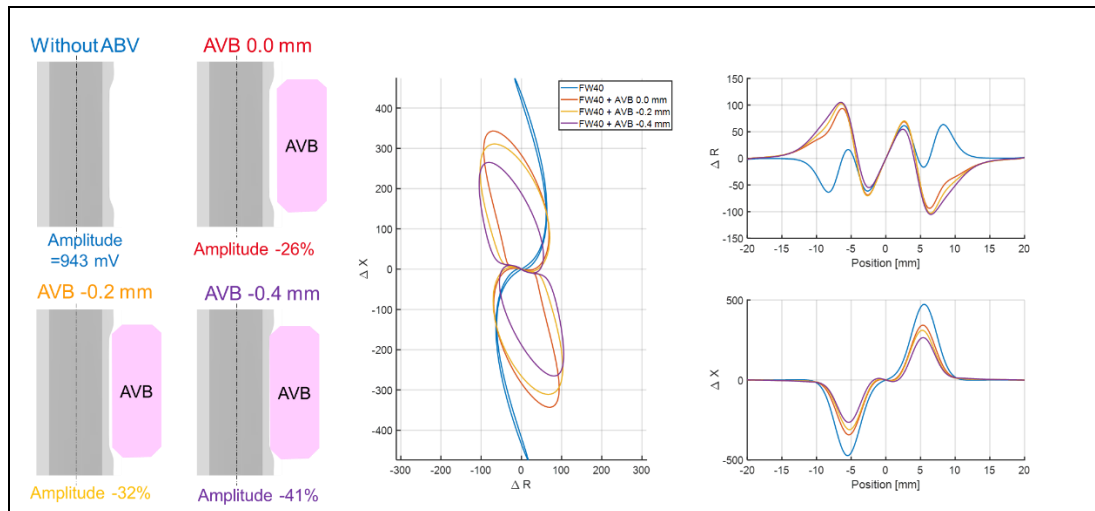 Without ABV
AVB 0.0 mm
AVB
Amplitude
=943 mV
Amplitude -26%
AVB -0.2 mm
AVB -0.4 mm
AVB
AVB
Amplitude -32%
Amplitude -41%
FW40
FW40 + AVB 0.0 mm
FW40 + AVB -0.2 mm
FW40 + AVB -0.4 mm
400
300
200
100
0
-100
-200
-300
-400
Δ X
-300 -200 -100 0 100 200 300
Δ R
150
100
50
0
-50
-100
-150
Δ R
-20 -15 -10 -5 0 5 10 15 20
Position [mm]
500
0
-500
Δ X
-20 -15 -10 -5 0 5 10 15 20
Position [mm]